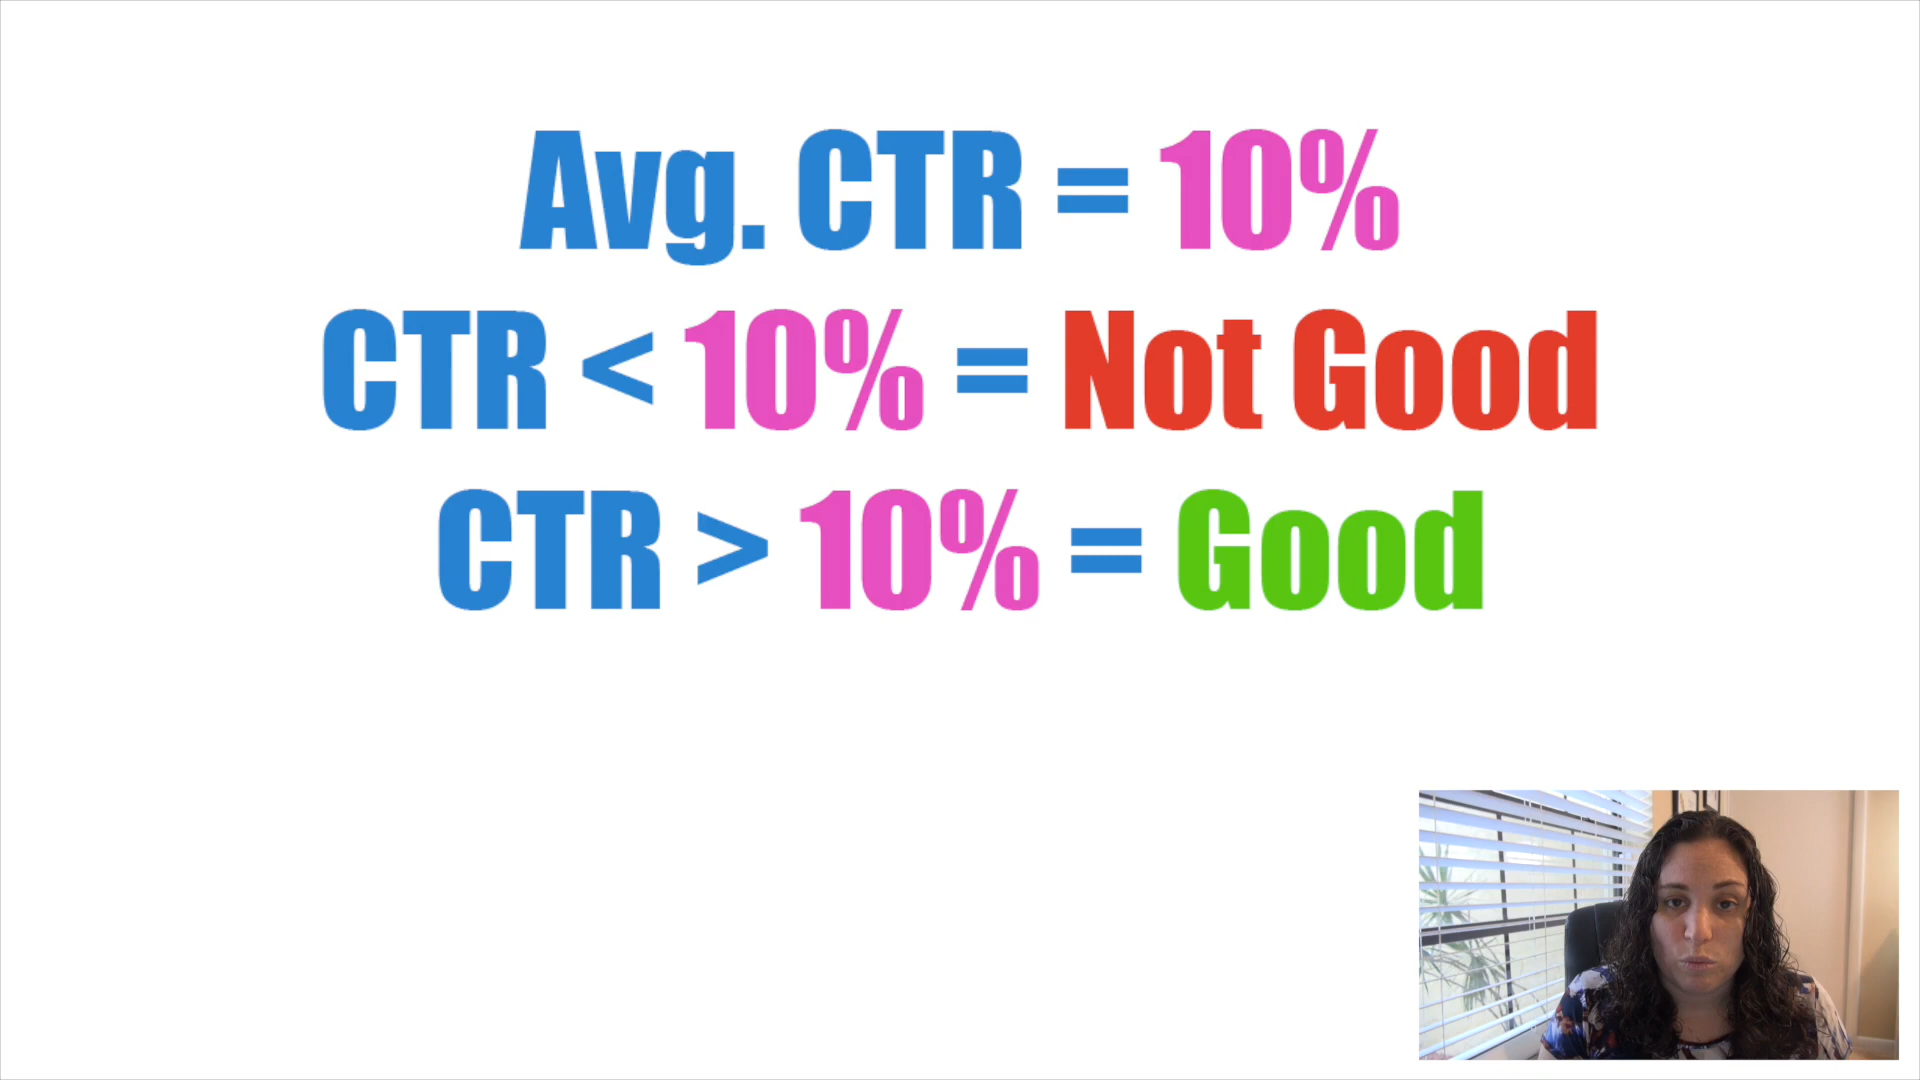 Avg. CTR = 10%
CTR < 10% = Not Good
CTR > 10% = Good